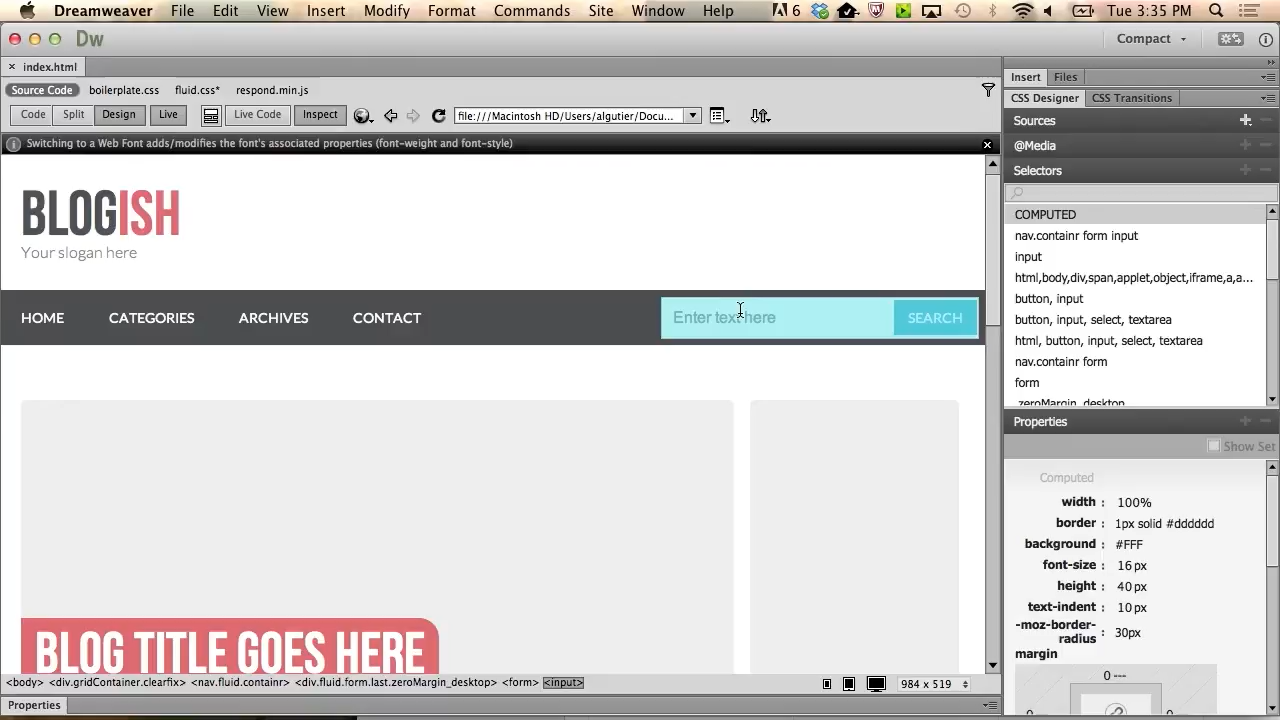 Dreamweaver File Edit View Insert Modify Format Commands Site Window Help 6 Tue 3:35 PM
Dw Compact
index.html
Source Code boilerplate.css fluid.css* respond.min.js
Code Split Design Live Live Code Inspect file:///Macintosh HD/Users/algutier/Docu...
Switching to a Web Font adds/modifies the font's associated properties (font-weight and font-style)
BLOGISH
Your slogan here
HOME CATEGORIES ARCHIVES CONTACT Enter text here SEARCH
BLOG TITLE GOES HERE
<body> <div.gridContainer.clearfix> <nav.fluid.containr> <div.fluid.form.last.zeroMargin_desktop> <form> <input> 984 x 519
Properties
Insert Files
CSS Designer CSS Transitions
Sources
@Media
Selectors
COMPUTED
nav.containr form input
input
html,body,div,span,applet,object,iframe,a,a...
button, input
button, input, select, textarea
html, button, input, select, textarea
nav.containr form
form
.zeroMargin_desktop
Properties
Show Set
Computed
width : 100%
border : 1px solid #dddddd
background : #FFF
font-size : 16 px
height : 40 px
text-indent : 10 px
-moz-border-
radius : 30px
margin
0 ---